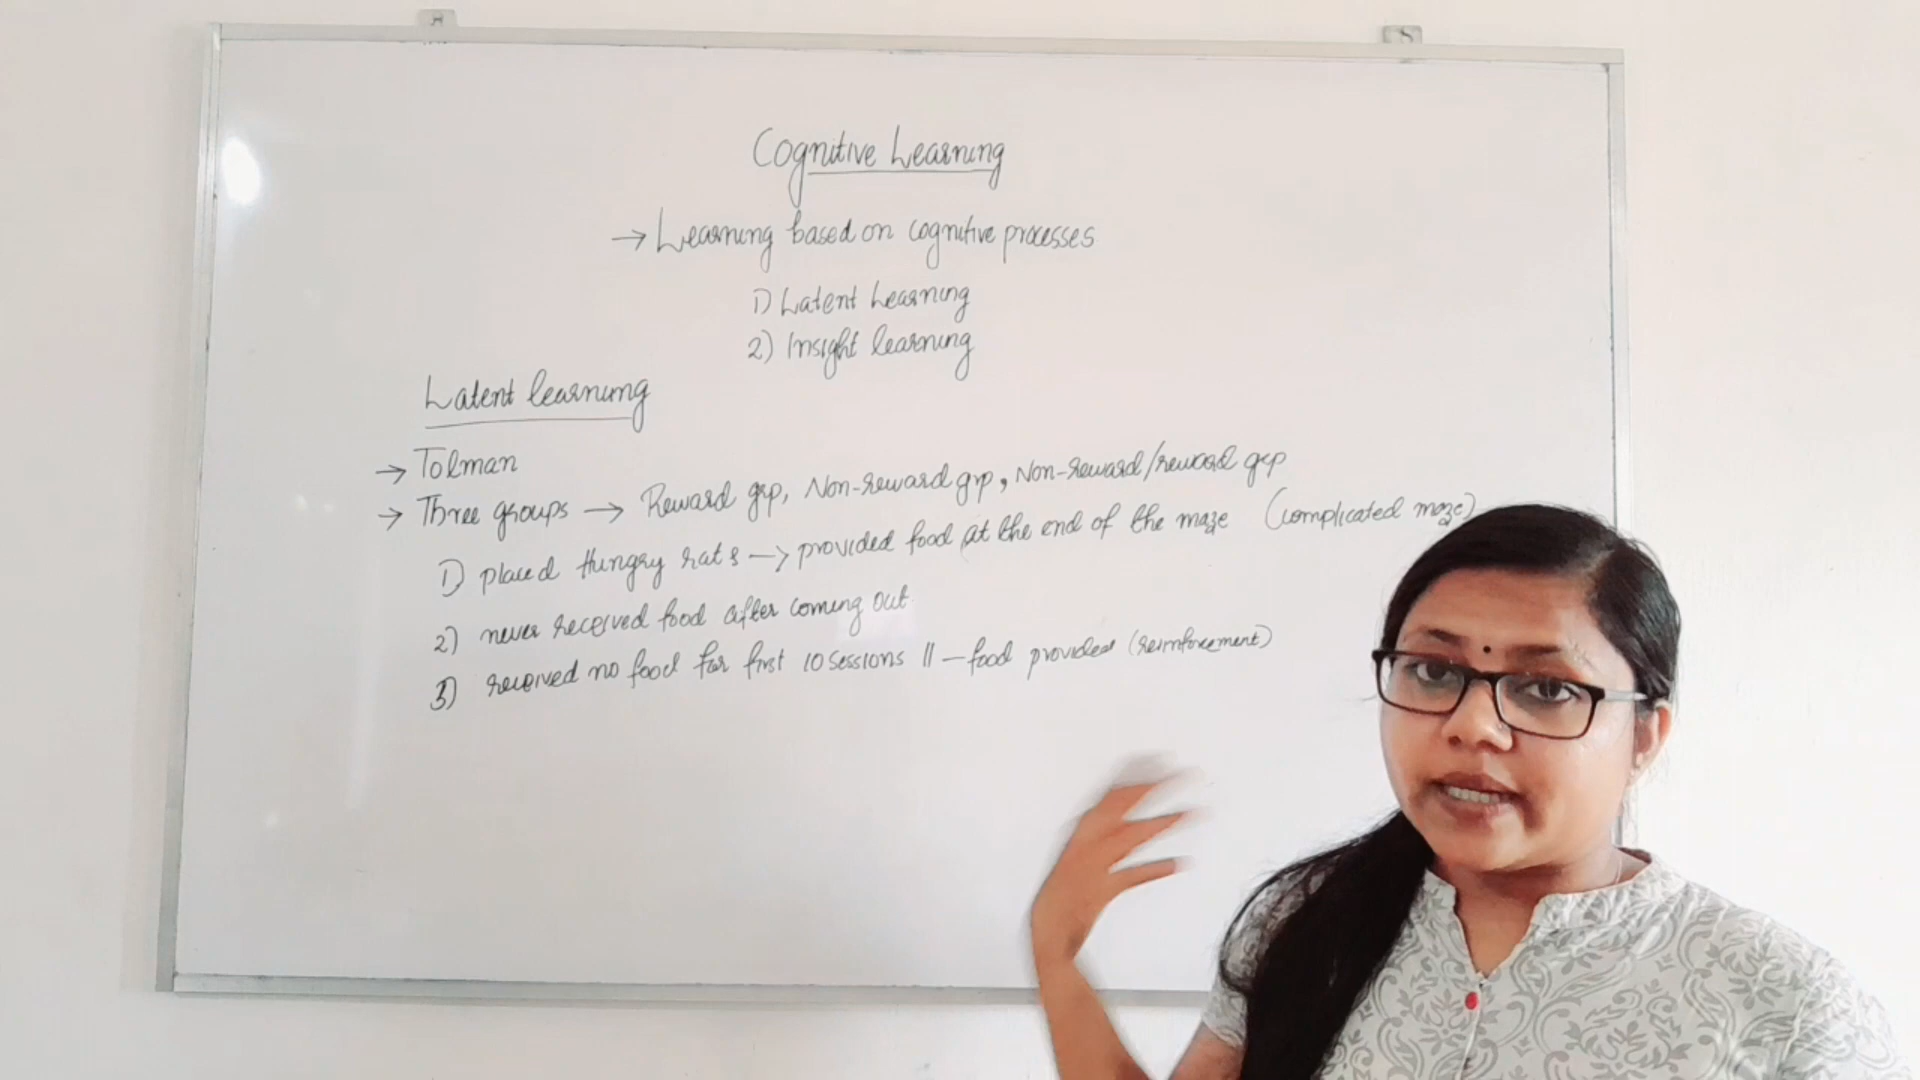 Cognitive Learning
→ Learning based on cognitive processes
1) Latent Learning
2) Insight learning
Latent learning
→ Tolman
→ Three groups → Reward grp, Non-reward grp, Non-reward/reward grp
1) placed Hungry rats → provided food at the end of the maze (complicated maze)
2) never received food after coming out
3) received no food for first 10 sessions 11 – food provided (reinforcement)